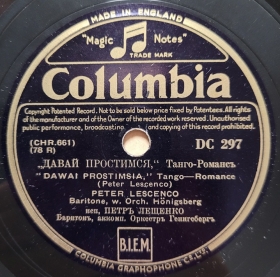 MADE IN ENGLAND
"Magic Notes"
TRADE MARK
Columbia
Copyright Patented Record. Not to be sold below price fixed by Patentees. All rights
of the manufacturer and of the Owner of the recorded work reserved. Unauthorised
public performance, broadcasting and copying of this record prohibited.
(CHR.661)
(78 R)
DC 297
„ДАВАЙ ПРОСТИМСЯ," Танго-Романсъ
"DAWAI PROSTIMSIA," Tango—Romance
(Peter Lescenco)
PETER LESCENCO
Baritone, w. Orch. Hönigsberg
исп. ПЕТРЪ ЛЕЩЕНКО
Баритонъ, аккомп. Оркестръ Генигсбергъ
B.I.E.M.
COLUMBIA GRAPHOPHONE CO. LTD.